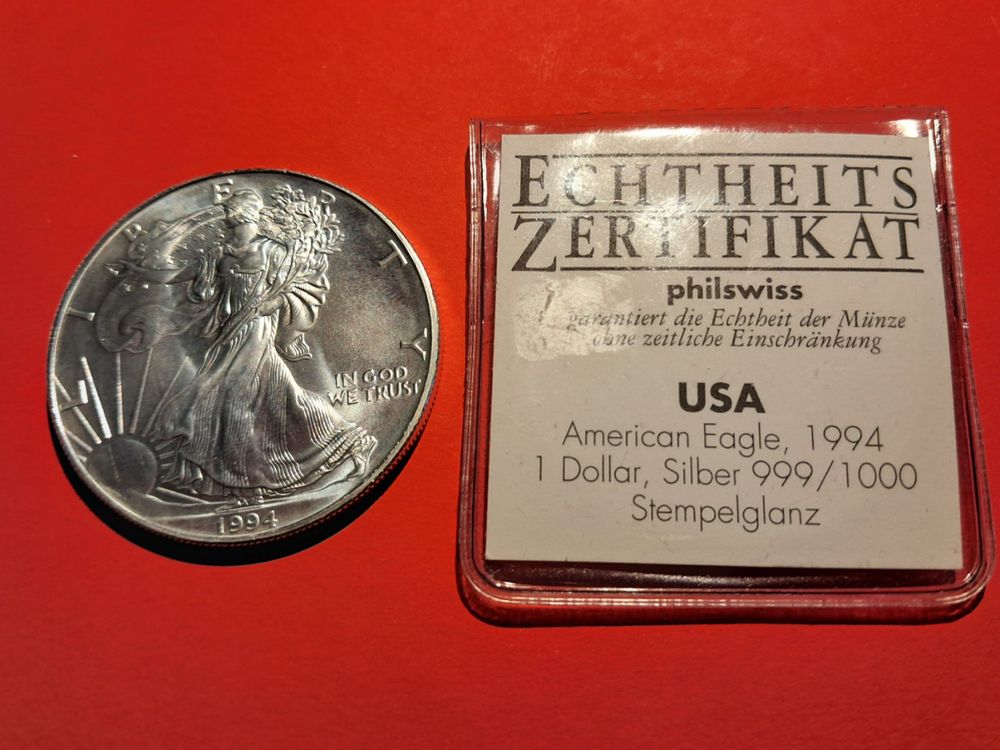 LIBERTY
IN GOD
WE TRUST
1994
ECHTHEITS
ZERTIFIKAT
philswiss
garantiert die Echtheit der Münze
ohne zeitliche Einschränkung
USA
American Eagle, 1994
1 Dollar, Silber 999/1000
Stempelglanz